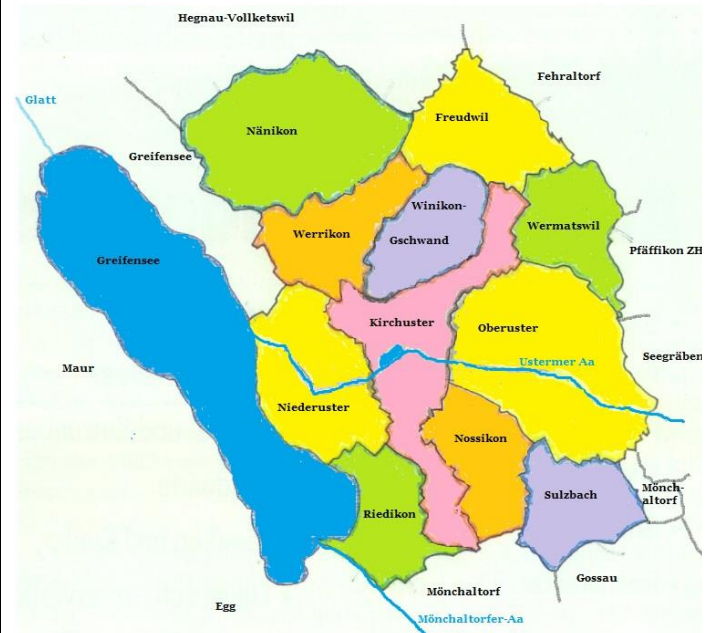 Hegnau-Vollketswil
Fehraltorf
Glatt
Freudwil
Nänikon
Greifensee
Winikon-
Gschwand
Wermatswil
Werrikon
Pfäffikon ZH
Greifensee
Kirchuster
Oberuster
Seegräben
Ustermer Aa
Maur
Niederuster
Nossikon
Mönch-
altorf
Sulzbach
Riedikon
Gossau
Mönchaltorf
Egg
Mönchaltorfer-Aa